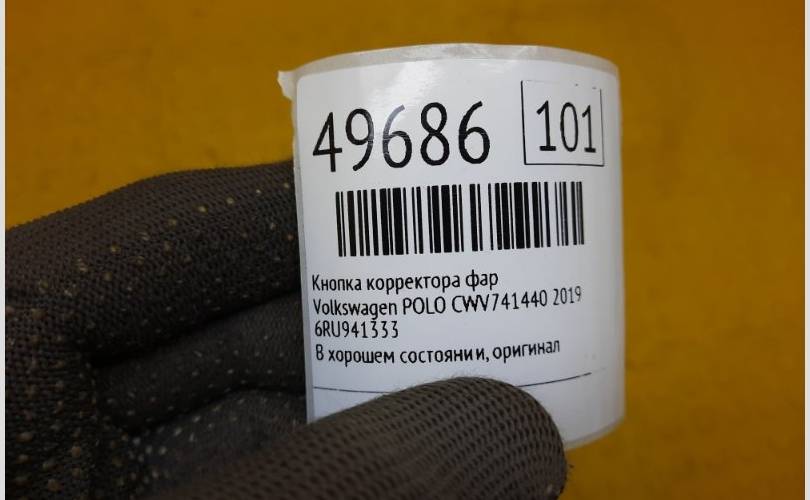 49686 101
Кнопка корректора фар
Volkswagen POLO CWV741440 2019
6RU941333
В хорошем состоянии, оригинал